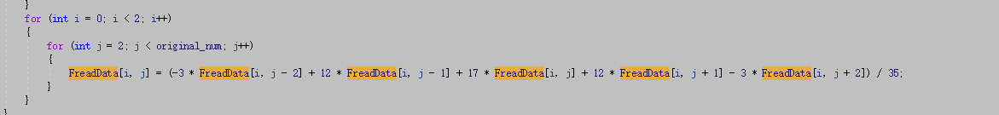 }
for (int i = 0; i < 2; i++)
{
for (int j = 2; j < original_num; j++)
{
FreadData[i, j] = (-3 * FreadData[i, j - 2] + 12 * FreadData[i, j - 1] + 17 * FreadData[i, j] + 12 * FreadData[i, j + 1] - 3 * FreadData[i, j + 2]) / 35;
}
}
}